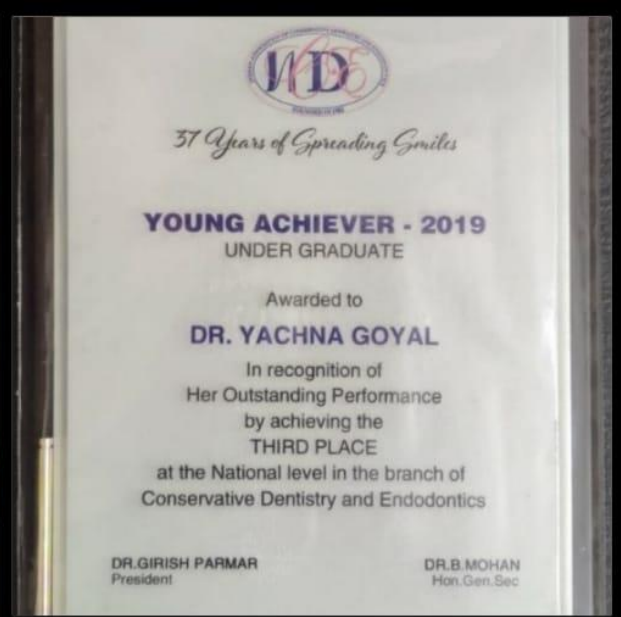 WD
37 Years of Spreading Smiles
YOUNG ACHIEVER - 2019
UNDER GRADUATE
Awarded to
DR. YACHNA GOYAL
In recognition of
Her Outstanding Performance
by achieving the
THIRD PLACE
at the National level in the branch of
Conservative Dentistry and Endodontics
DR.GIRISH PARMAR DR.B.MOHAN
President Hon.Gen.Sec